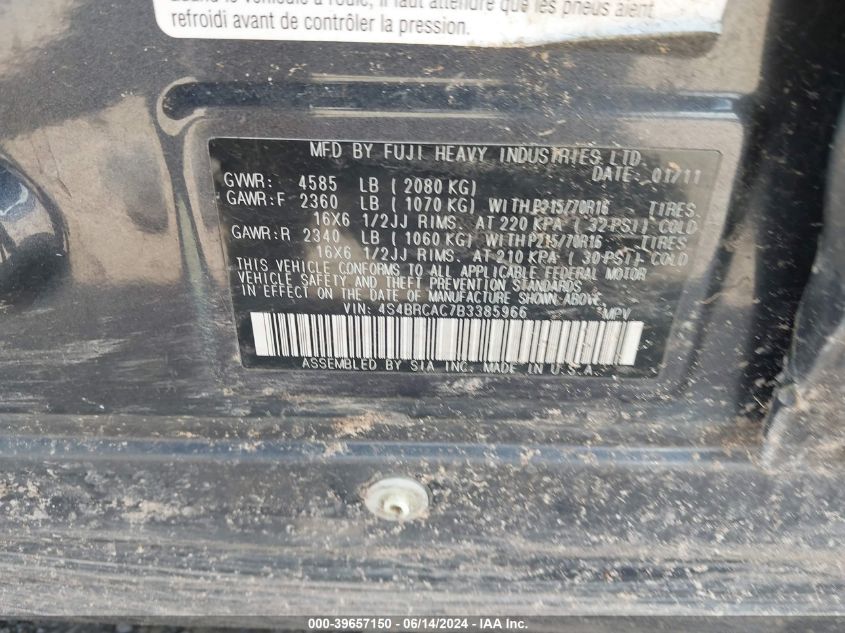 refroidi avant de contrôler la pression.
MFD BY FUJI HEAVY INDUSTRIES LTD.
DATE: 01/11
GVWR: 4585 LB ( 2080 KG)
GAWR:F 2360 LB ( 1070 KG) WITH P215/70R16 TIRES.
16X6 1/2JJ RIMS. AT 220 KPA ( 32 PSI) COLD
GAWR:R 2340 LB ( 1060 KG) WITH P215/70R16 TIRES.
16X6 1/2JJ RIMS. AT 210 KPA ( 30 PSI) COLD
THIS VEHICLE CONFORMS TO ALL APPLICABLE FEDERAL MOTOR
VEHICLE SAFETY AND THEFT PREVENTION STANDARDS
IN EFFECT ON THE DATE OF MANUFACTURE SHOWN ABOVE.
VIN: 4S4BRCAC7B3385966 MPV
ASSEMBLED BY SIA INC. MADE IN U.S.A.
000-39657150 - 06/14/2024 - IAA Inc.